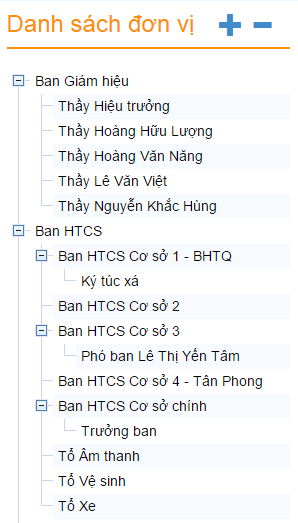 Danh sách đơn vị
Ban Giám hiệu
Thầy Hiệu trưởng
Thầy Hoàng Hữu Lượng
Thầy Hoàng Văn Năng
Thầy Lê Văn Việt
Thầy Nguyễn Khắc Hùng
Ban HTCS
Ban HTCS Cơ sở 1 - BHTQ
Ký túc xá
Ban HTCS Cơ sở 2
Ban HTCS Cơ sở 3
Phó ban Lê Thị Yến Tâm
Ban HTCS Cơ sở 4 - Tân Phong
Ban HTCS Cơ sở chính
Trưởng ban
Tổ Âm thanh
Tổ Vệ sinh
Tổ Xe